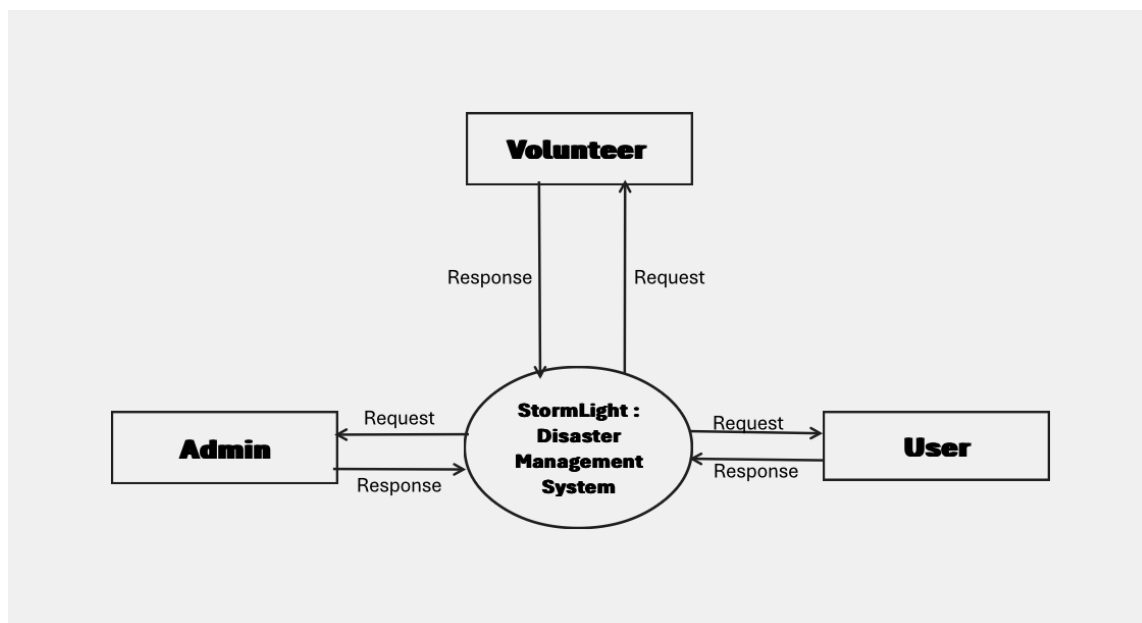 Volunteer
Response
Request
StormLight :
Disaster
Management
System
Request
Admin
Response
Request
User
Response